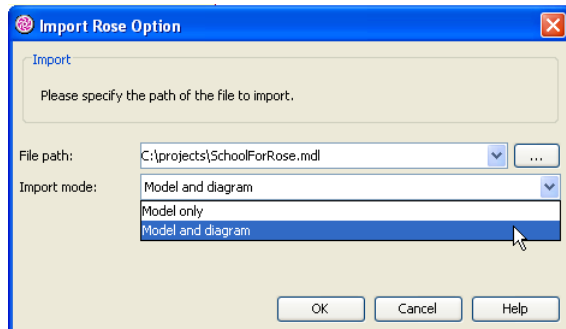 Import Rose Option
Import
Please specify the path of the file to import.
File path: C:\projects\SchoolForRose.mdl ...
Import mode: Model and diagram
Model only
Model and diagram
OK Cancel Help